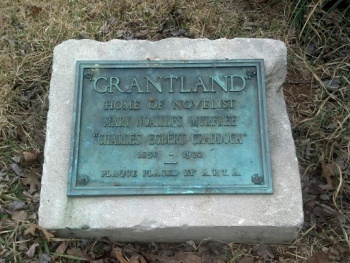 GRANTLAND
HOME OF NOVELIST
MARY NOAILLES MURFREE
"CHARLES EGBERT CRADDOCK"
1850 - 1922
PLAQUE PLACED BY A.P.T.A.